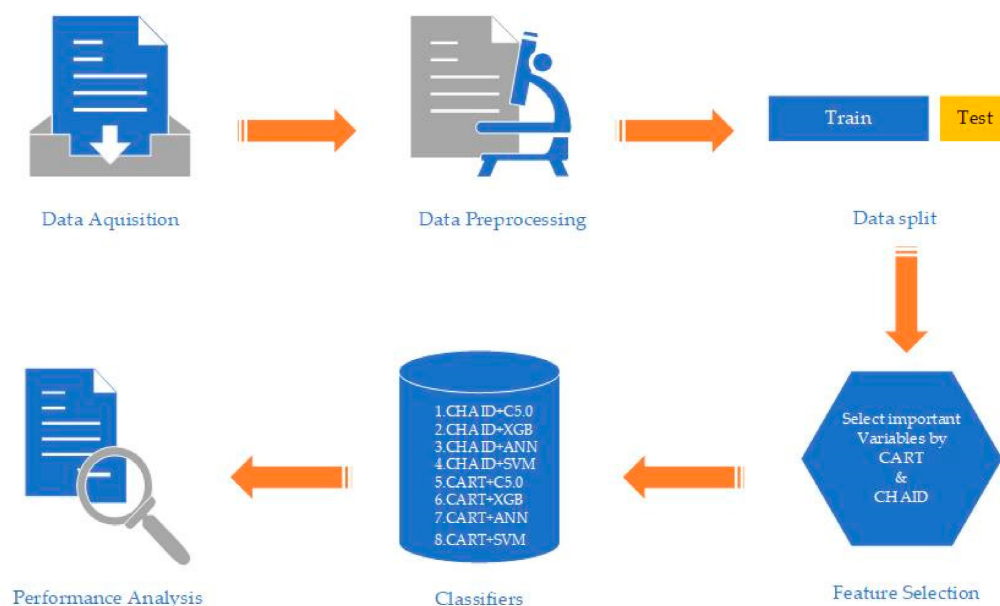 Data Aquisition
Data Preprocessing
Train
Test
Data split
Select important
Variables by
CART
&
CHAID
Feature Selection
1.CHAID+C5.0
2.CHAID+XGB
3.CHAID+ANN
4.CHAID+SVM
5.CART+C5.0
6.CART+XGB
7.CART+ANN
8.CART+SVM
Classifiers
Performance Analysis